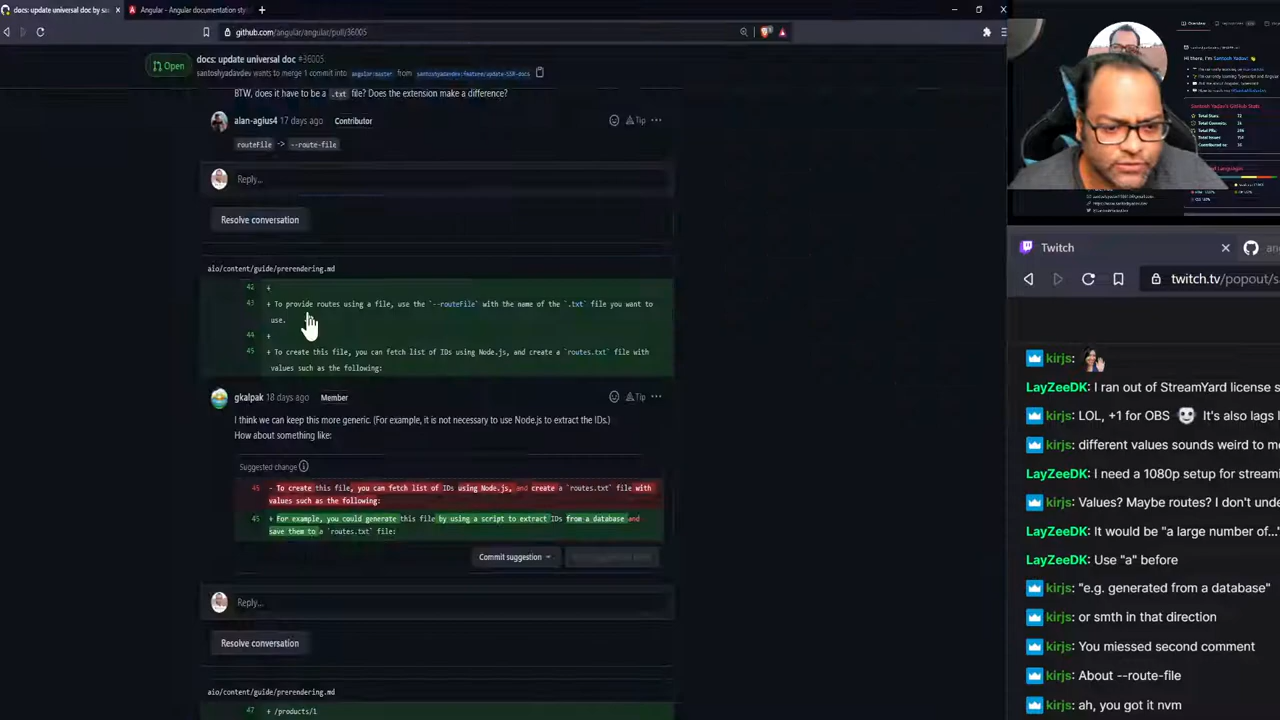 docs: update universal doc by sa
Angular - Angular documentation sty
github.com/angular/angular/pull/36005
Open
docs: update universal doc #36005
santoshyadavdev wants to merge 1 commit into angular:master from santoshyadavdev:feature/update-SSR-docs
BTW, does it have to be a .txt file? Does the extension make a difference?
alan-agius4 17 days ago Contributor
Tip
routeFile -> --route-file
Reply...
Resolve conversation
aio/content/guide/prerendering.md
42 +
43 + To provide routes using a file, use the `--routeFile` with the name of the `.txt` file you want to
use.
44 +
45 + To create this file, you can fetch list of IDs using Node.js, and create a `routes.txt` file with
values such as the following:
gkalpak 18 days ago Member
Tip
I think we can keep this more generic. (For example, it is not necessary to use Node.js to extract the IDs.)
How about something like:
Suggested change
45 - To create this file, you can fetch list of IDs using Node.js, and create a `routes.txt` file with
values such as the following:
45 + For example, you could generate this file by using a script to extract IDs from a database and
save them to a `routes.txt` file:
Commit suggestion
Reply...
Resolve conversation
aio/content/guide/prerendering.md
47 + /products/1
Overview
Hi there, I'm Santosh Yadav
Santosh Yadav's GitHub Stats
Twitch
twitch.tv/popout/s
kirjs:
LayZeeDK: I ran out of StreamYard license s
kirjs: LOL, +1 for OBS It's also lags l
kirjs: different values sounds weird to me
LayZeeDK: I need a 1080p setup for streami
kirjs: Values? Maybe routes? I don't unde
LayZeeDK: It would be "a large number of..."
LayZeeDK: Use "a" before
kirjs: "e.g. generated from a database"
kirjs: or smth in that direction
kirjs: You miessed second comment
kirjs: About --route-file
kirjs: ah, you got it nvm